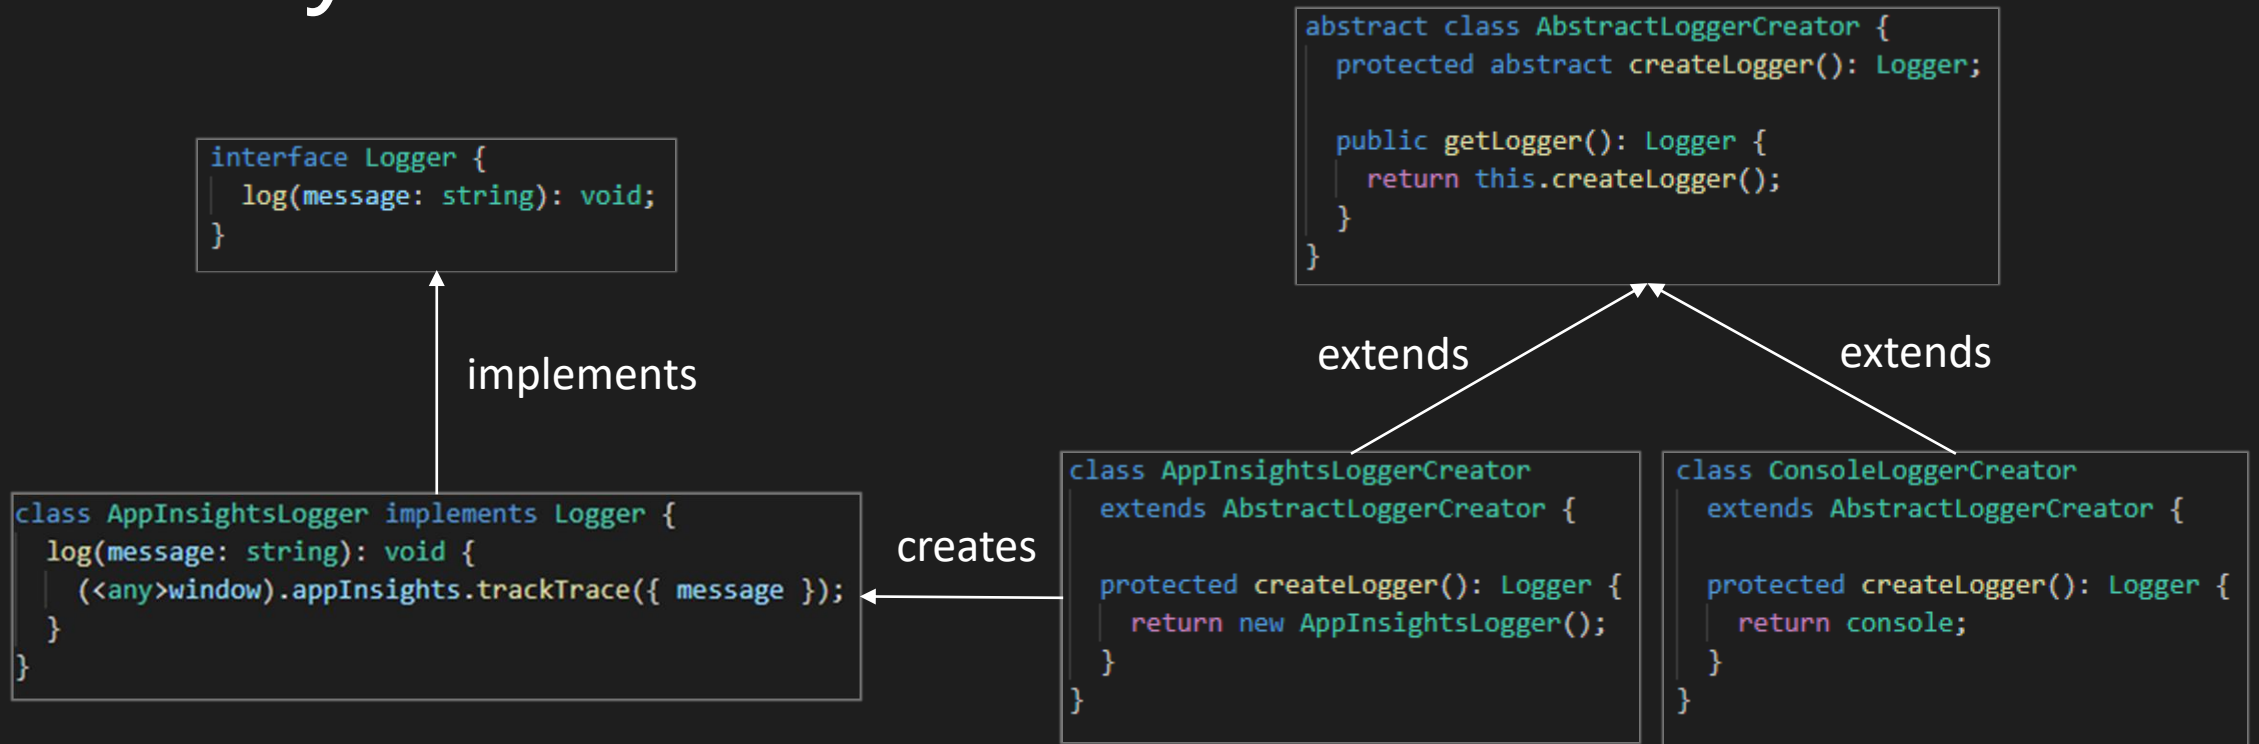 interface Logger {
log(message: string): void;
}
implements
class AppInsightsLogger implements Logger {
log(message: string): void {
(<any>window).appInsights.trackTrace({ message });
}
}
creates
abstract class AbstractLoggerCreator {
protected abstract createLogger(): Logger;
public getLogger(): Logger {
return this.createLogger();
}
}
extends
extends
class AppInsightsLoggerCreator
extends AbstractLoggerCreator {
protected createLogger(): Logger {
return new AppInsightsLogger();
}
}
class ConsoleLoggerCreator
extends AbstractLoggerCreator {
protected createLogger(): Logger {
return console;
}
}